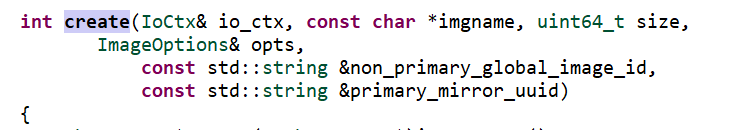 int create(IoCtx& io_ctx, const char *imgname, uint64_t size,
ImageOptions& opts,
const std::string &non_primary_global_image_id,
const std::string &primary_mirror_uuid)
{